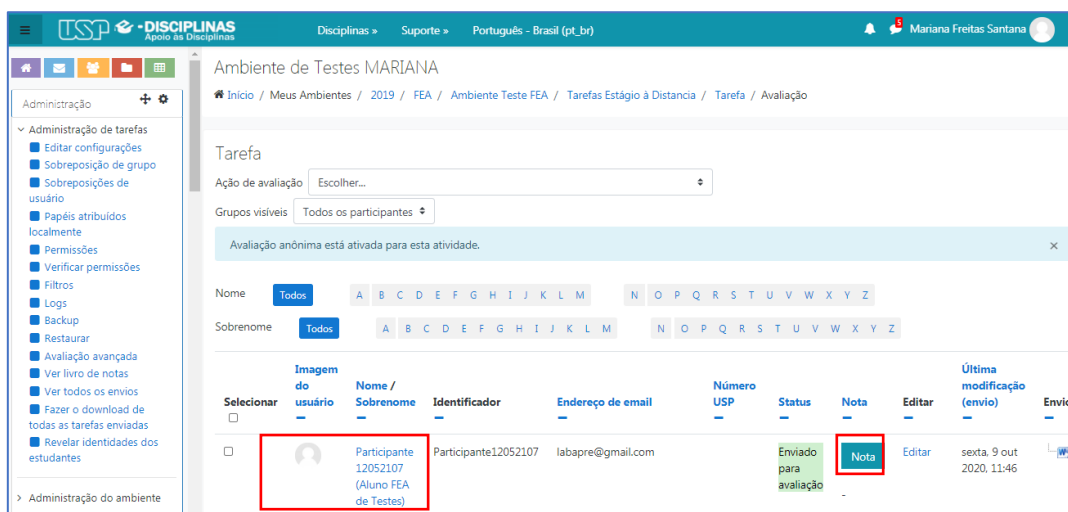 USP e-DISCIPLINAS
Apoio às Disciplinas
Disciplinas »
Suporte »
Português - Brasil (pt_br)
5
Mariana Freitas Santana
Administração
Administração de tarefas
Editar configurações
Sobreposição de grupo
Sobreposições de
usuário
Papéis atribuídos
localmente
Permissões
Verificar permissões
Filtros
Logs
Backup
Restaurar
Avaliação avançada
Ver livro de notas
Ver todos os envios
Fazer o download de
todas as tarefas enviadas
Revelar identidades dos
estudantes
Administração do ambiente
Ambiente de Testes MARIANA
Início / Meus Ambientes / 2019 / FEA / Ambiente Teste FEA / Tarefas Estágio à Distancia / Tarefa / Avaliação
Tarefa
Ação de avaliação Escolher...
Grupos visíveis Todos os participantes
Avaliação anônima está ativada para esta atividade. ×
Nome Todos A B C D E F G H I J K L M N O P Q R S T U V W X Y Z
Sobrenome Todos A B C D E F G H I J K L M N O P Q R S T U V W X Y Z
Selecionar
Imagem
do
usuário
Nome /
Sobrenome
Identificador
Endereço de email
Número
USP
Status
Nota
Editar
Última
modificação
(envio)
Participante
12052107
(Aluno FEA
de Testes)
Participante12052107
labapre@gmail.com
Enviado
para
avaliação
Nota
-
Editar
sexta, 9 out
2020, 11:46